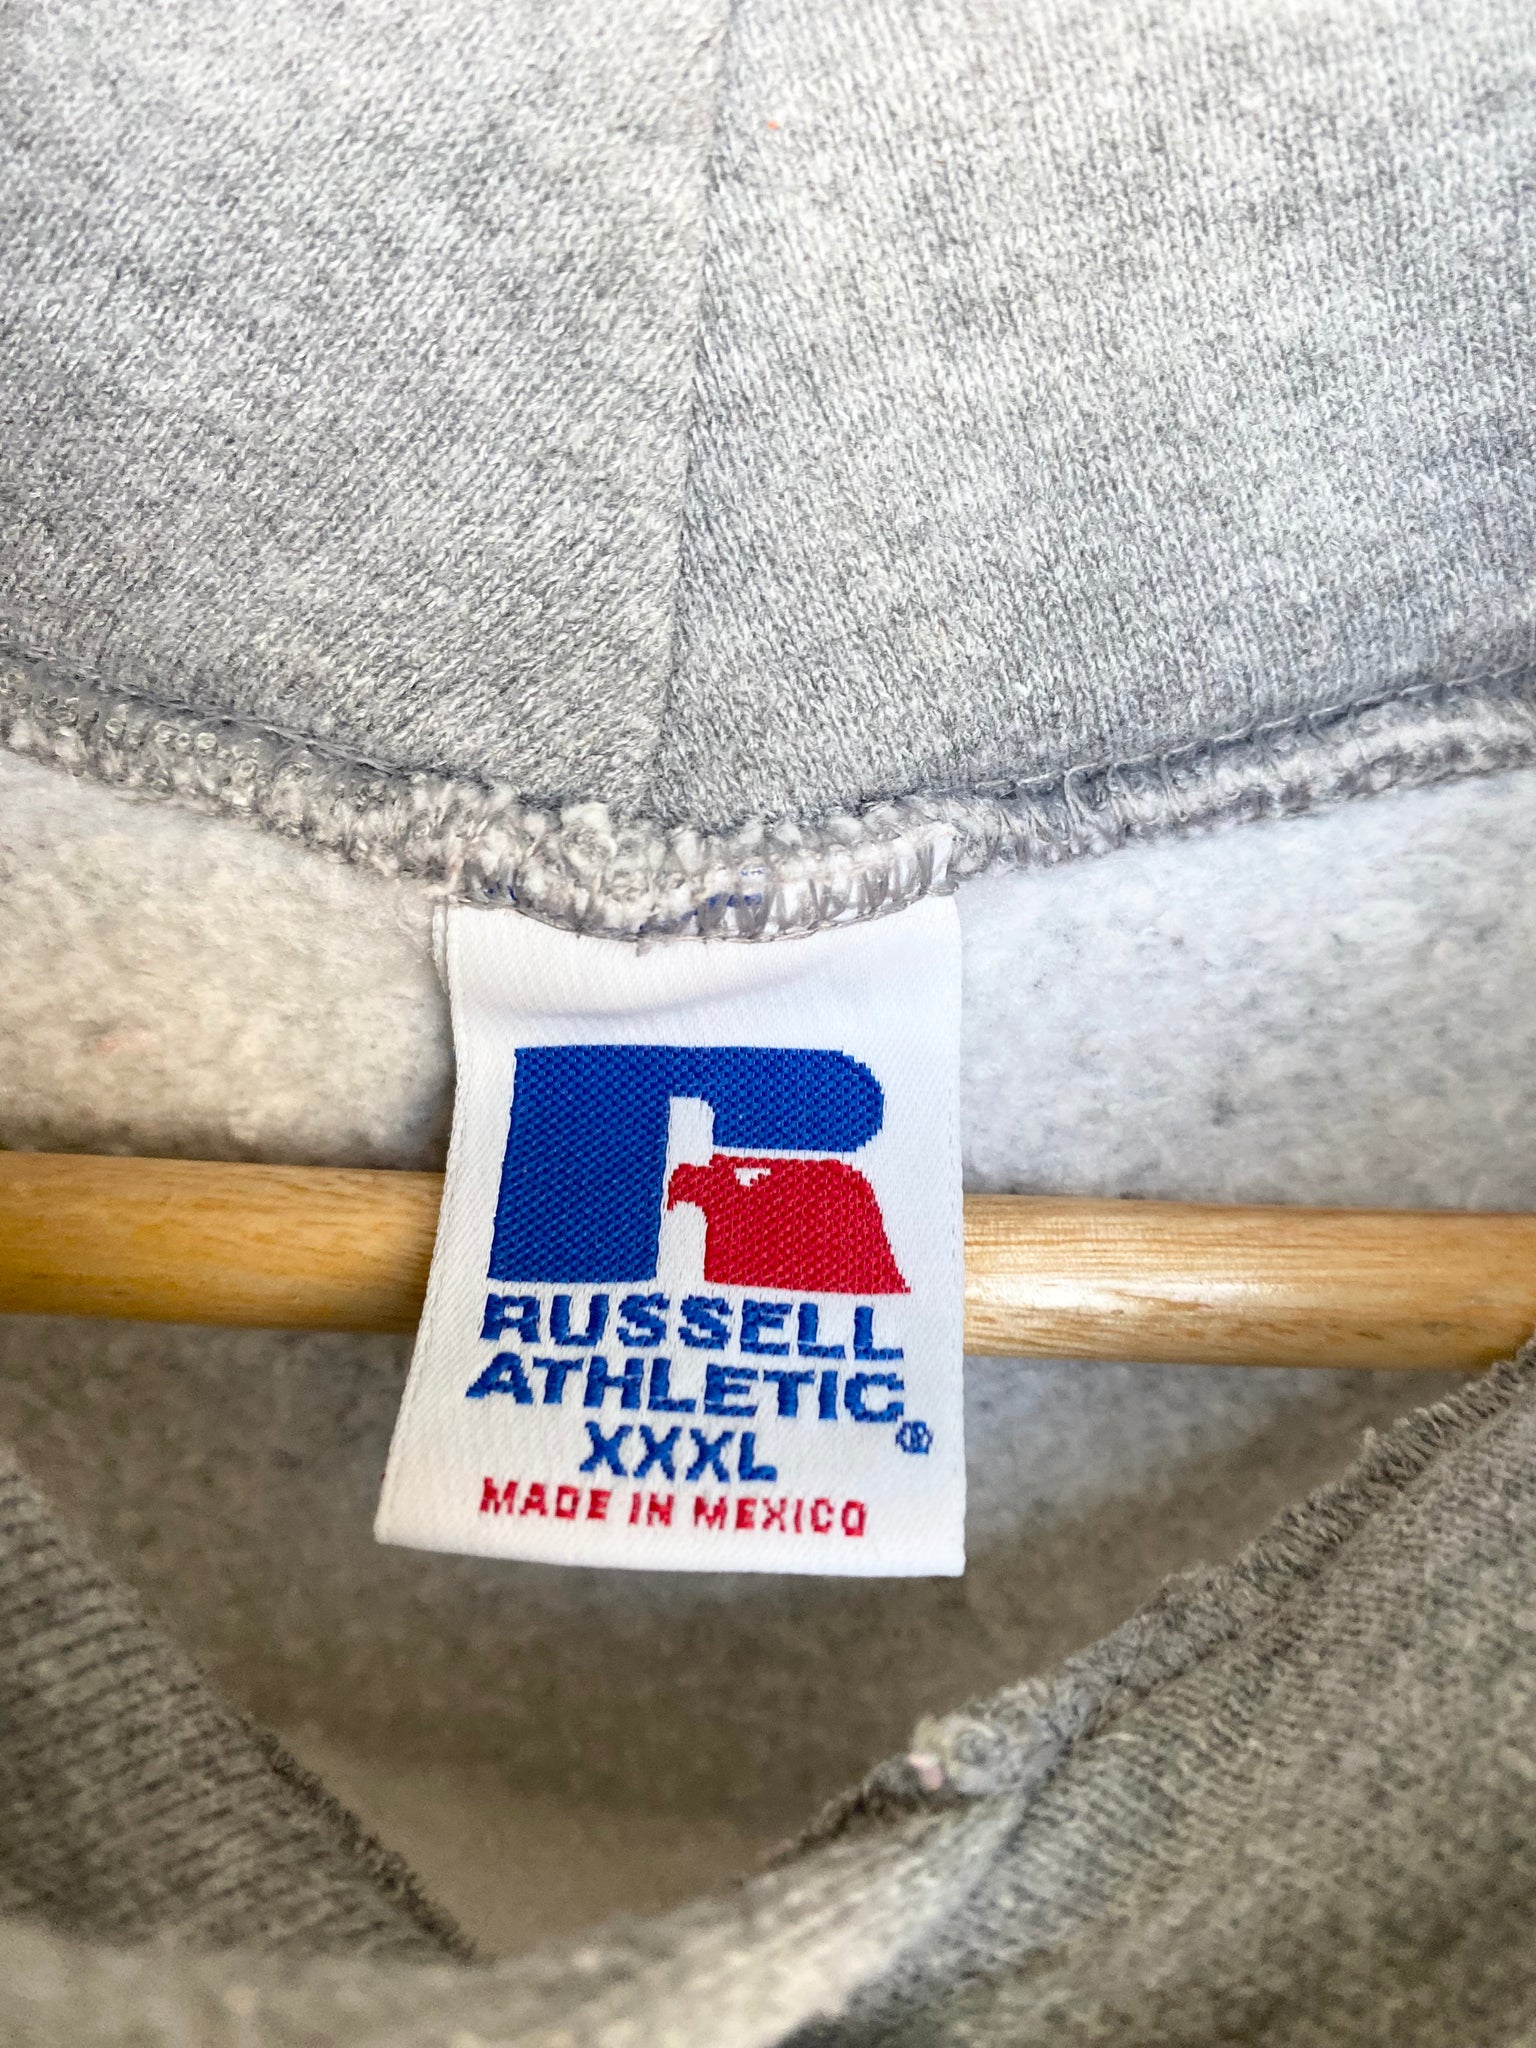 RUSSELL
ATHLETIC®
XXXL
MADE IN MEXICO